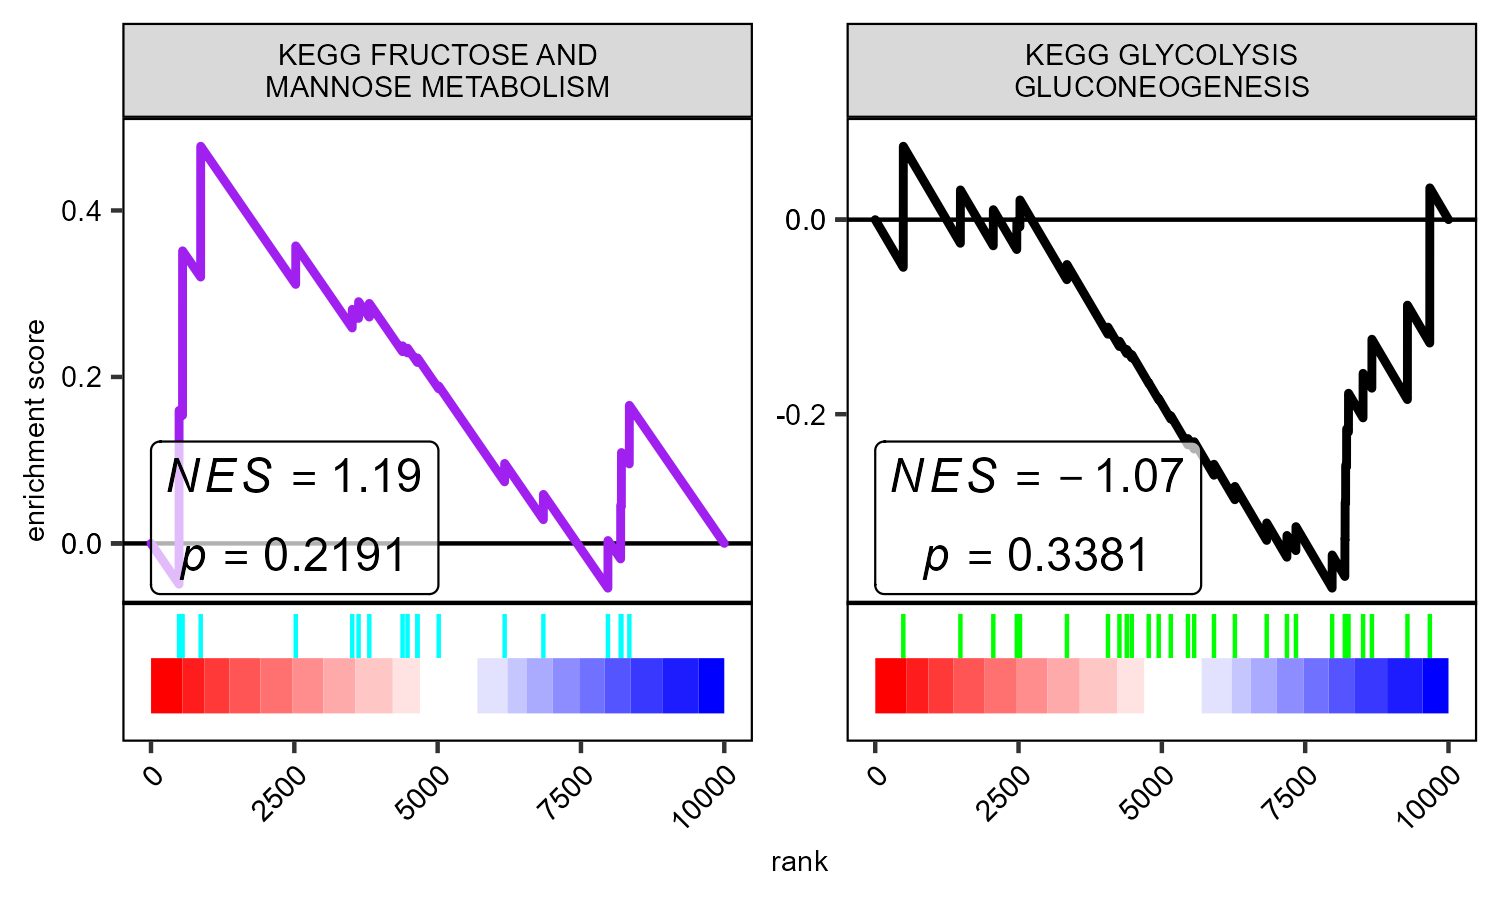 KEGG FRUCTOSE AND
MANNOSE METABOLISM
KEGG GLYCOLYSIS
GLUCONEOGENESIS
enrichment score
0.4
0.2
0.0
NES = 1.19
p = 0.2191
0.0
-0.2
NES = − 1.07
p = 0.3381
0 2500 5000 7500 10000
0 2500 5000 7500 10000
rank